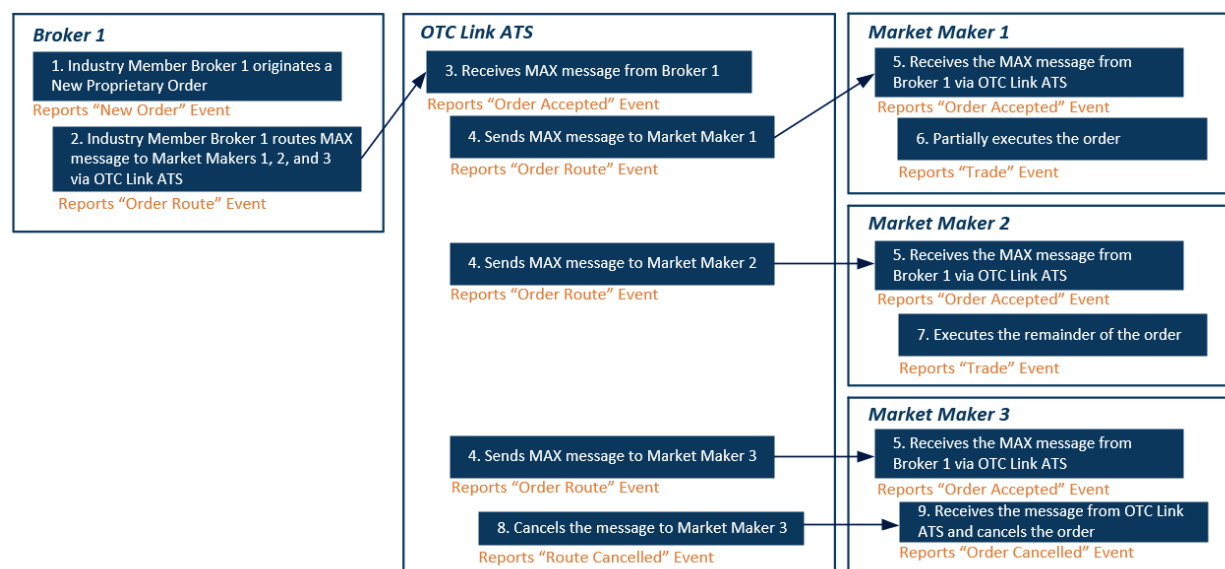 Broker 1
1. Industry Member Broker 1 originates a
New Proprietary Order
Reports “New Order” Event
2. Industry Member Broker 1 routes MAX
message to Market Makers 1, 2, and 3
via OTC Link ATS
Reports “Order Route” Event
OTC Link ATS
3. Receives MAX message from Broker 1
Reports “Order Accepted” Event
4. Sends MAX message to Market Maker 1
Reports “Order Route” Event
4. Sends MAX message to Market Maker 2
Reports “Order Route” Event
4. Sends MAX message to Market Maker 3
Reports “Order Route” Event
8. Cancels the message to Market Maker 3
Reports “Route Cancelled” Event
Market Maker 1
5. Receives the MAX message from
Broker 1 via OTC Link ATS
Reports “Order Accepted” Event
6. Partially executes the order
Reports “Trade” Event
Market Maker 2
5. Receives the MAX message from
Broker 1 via OTC Link ATS
Reports “Order Accepted” Event
7. Executes the remainder of the order
Reports “Trade” Event
Market Maker 3
5. Receives the MAX message from
Broker 1 via OTC Link ATS
Reports “Order Accepted” Event
9. Receives the message from OTC Link
ATS and cancels the order
Reports “Order Cancelled” Event